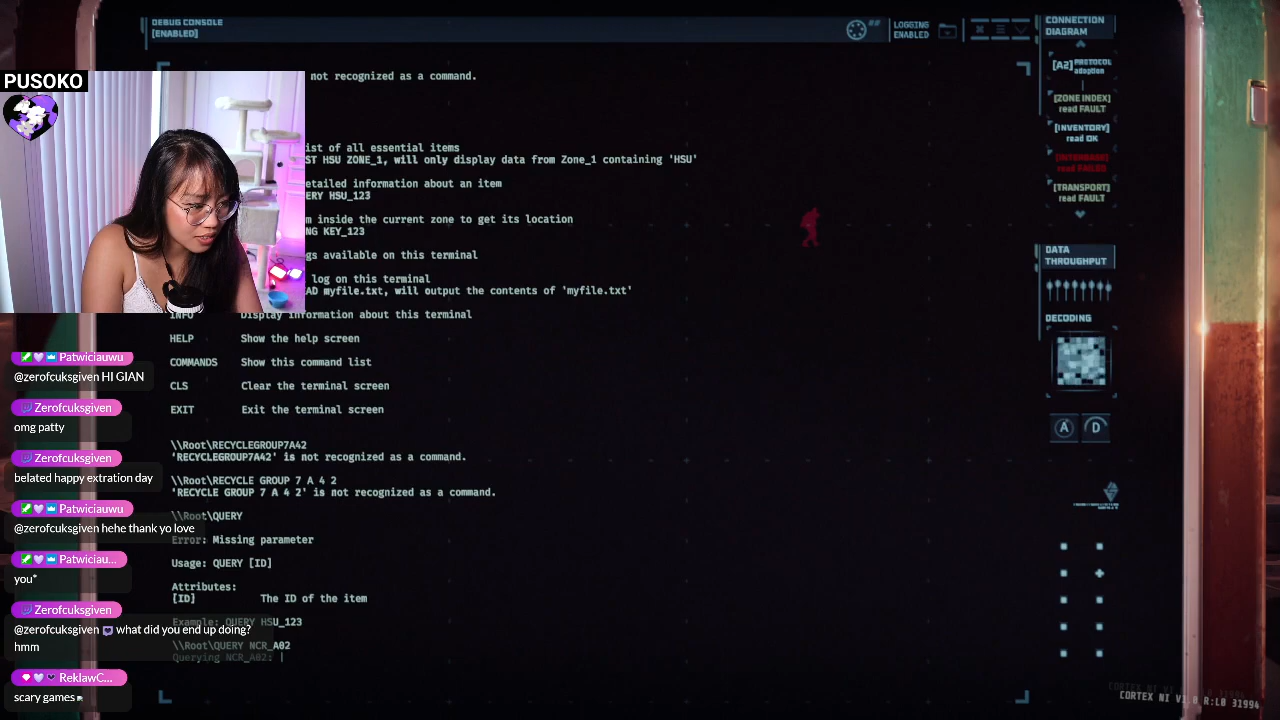 DEBUG CONSOLE
[ENABLED]
LOGGING
ENABLED
CONNECTION
DIAGRAM
[A2] PROTOCOL
adoption
[ZONE INDEX]
read FAULT
[INVENTORY]
read OK
read FAILED
[TRANSPORT]
read FAULT
DATA
THROUGHPUT
DECODING
A D
CORTEX NI V1.0 R:LB 31994
PUSOKO
not recognized as a command.
ist of all essential items
ST HSU ZONE_1, will only display data from Zone_1 containing 'HSU'
etailed information about an item
ERY HSU_123
m inside the current zone to get its location
NG KEY_123
gs available on this terminal
log on this terminal
AD myfile.txt, will output the contents of 'myfile.txt'
INFO Display information about this terminal
HELP Show the help screen
COMMANDS Show this command list
CLS Clear the terminal screen
EXIT Exit the terminal screen
\\Root\RECYCLEGROUP7A42
'RECYCLEGROUP7A42' is not recognized as a command.
\\Root\RECYCLE GROUP 7 A 4 2
'RECYCLE GROUP 7 A 4 2' is not recognized as a command.
\\Root\QUERY
Error: Missing parameter
Usage: QUERY [ID]
Attributes:
[ID] The ID of the item
Example: QUERY HSU_123
\\Root\QUERY NCR_A02
Querying NCR_A02: |
Patwiciauwu
@zerofcuksgiven HI GIAN
Zerofcuksgiven
omg patty
Zerofcuksgiven
belated happy extration day
Patwiciauwu
@zerofcuksgiven hehe thank yo love
Patwiciau...
you*
Zerofcuksgiven
@zerofcuksgiven what did you end up doing?
hmm
ReklawC...
scary games